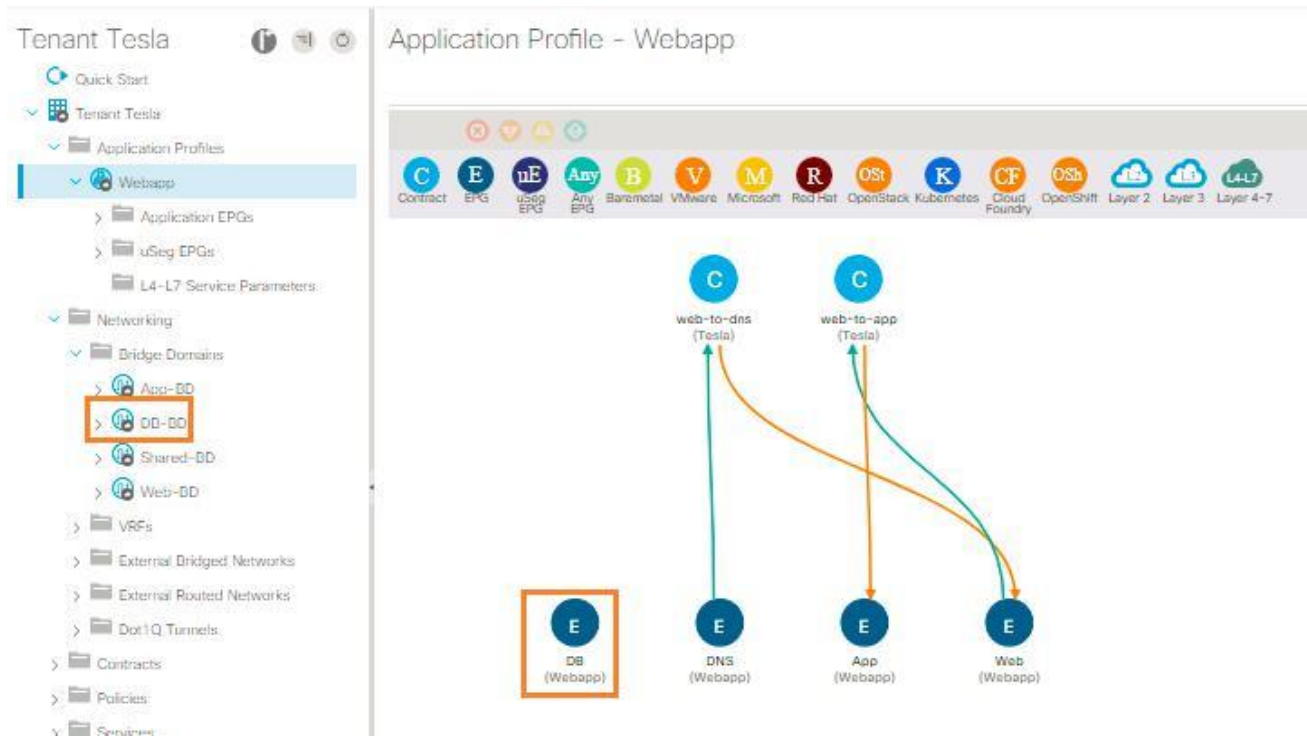 Tenant Tesla
Quick Start
Tenant Tesla
Application Profiles
Webapp
Application EPGs
uSeg EPGs
L4-L7 Service Parameters
Networking
Bridge Domains
App-BD
DB-BD
Shared-BD
Web-BD
VRFs
External Bridged Networks
External Routed Networks
Dot1Q Tunnels
Contracts
Policies
Services
Application Profile - Webapp
C E uE Any B V M R OSt K CF OSh L2 L3 L4-L7
Contract EPG uSeg EPG Any EPG Baremetal VMware Microsoft Red Hat OpenStack Kubernetes Cloud Foundry OpenShift Layer 2 Layer 3 Layer 4-7
C C
web-to-dns web-to-app
(Tesla) (Tesla)
E E E E
DB DNS App Web
(Webapp) (Webapp) (Webapp) (Webapp)